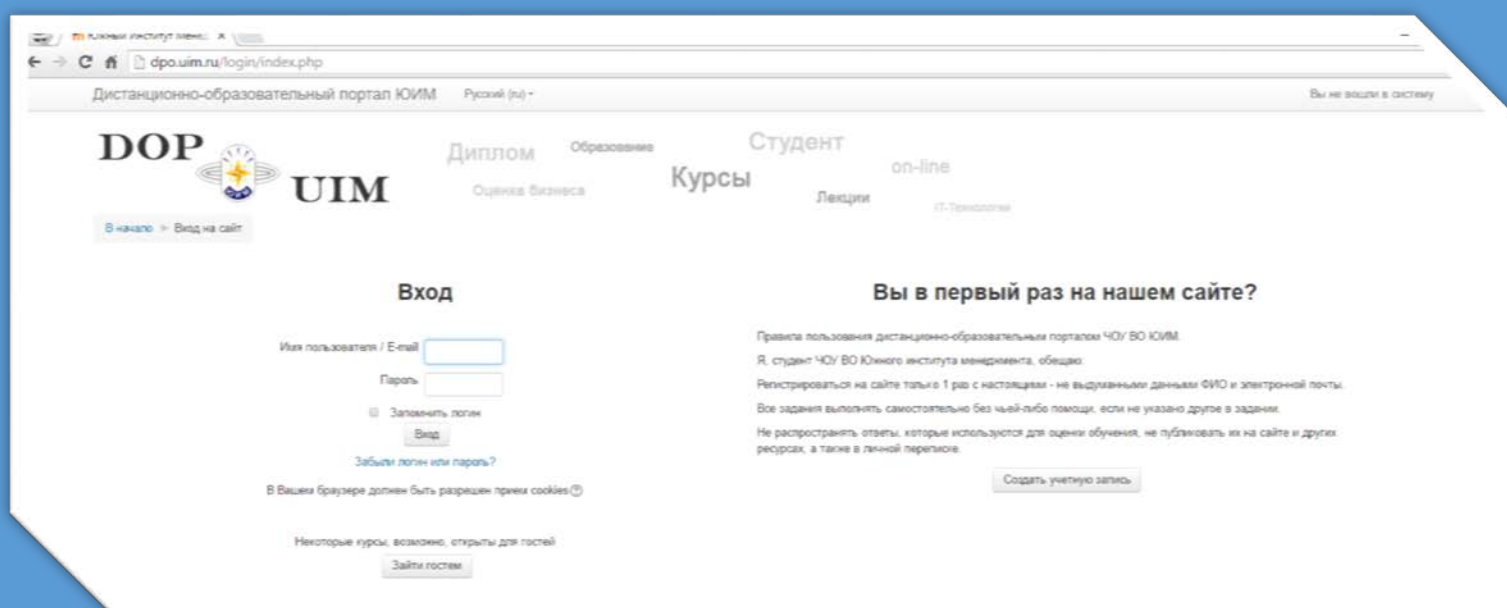 Южный Институт Менед
dpo.uim.ru/login/index.php
Дистанционно-образовательный портал ЮИМ Русский (ru)
Вы не вошли в систему
DOP
UIM
Диплом
Образование
Студент
Оценка бизнеса
Курсы
on-line
Лекции
IT-Технологии
В начало Вход на сайт
Вход
Имя пользователя / E-mail
Пароль
Запомнить логин
Вход
Забыли логин или пароль?
В Вашем браузере должен быть разрешен прием cookies
Некоторые курсы, возможно, открыты для гостей
Зайти гостем
Вы в первый раз на нашем сайте?
Правила пользования дистанционно-образовательным порталом ЧОУ ВО ЮИМ.
Я, студент ЧОУ ВО Южного института менеджмента, обещаю:
Регистрироваться на сайте только 1 раз с настоящими - не выдуманными данными ФИО и электронной почты.
Все задания выполнять самостоятельно без чьей-либо помощи, если не указано другое в задании.
Не распространять ответы, которые используются для оценки обучения, не публиковать их на сайте и других
ресурсах, а также в личной переписке.
Создать учетную запись